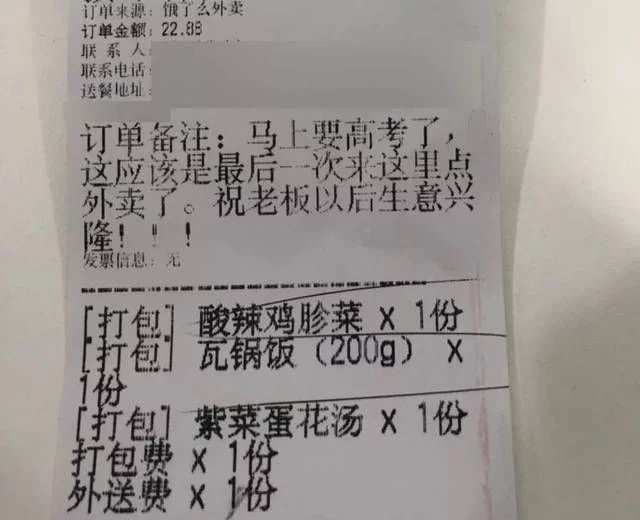 订单来源：饿了么外卖
订单金额：22.88
联系人：
联系电话：
送餐地址：
订单备注：马上要高考了，
这应该是最后一次来这里点
外卖了。祝老板以后生意兴
隆！！！
发票信息：无
[打包] 酸辣鸡胗菜 x 1份
[打包] 瓦锅饭（200g） x
1份
[打包] 紫菜蛋花汤 x 1份
打包费 x 1份
外送费 x 1份